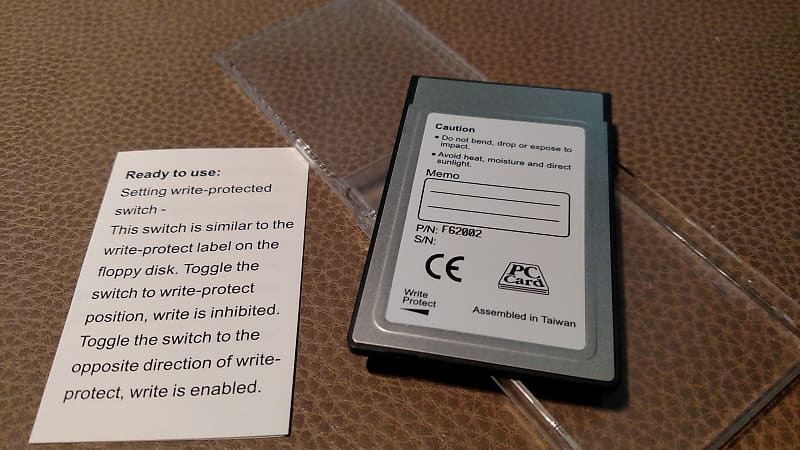 Ready to use:
Setting write-protected
switch -
This switch is similar to the
write-protect label on the
floppy disk. Toggle the
switch to write-protect
position, write is inhibited.
Toggle the switch to the
opposite direction of write-
protect, write is enabled.
Caution
• Do not bend, drop or expose to
impact.
• Avoid heat, moisture and direct
sunlight.
Memo
P/N: F62002
S/N:
CE
PC
Card
Write
Protect
Assembled in Taiwan